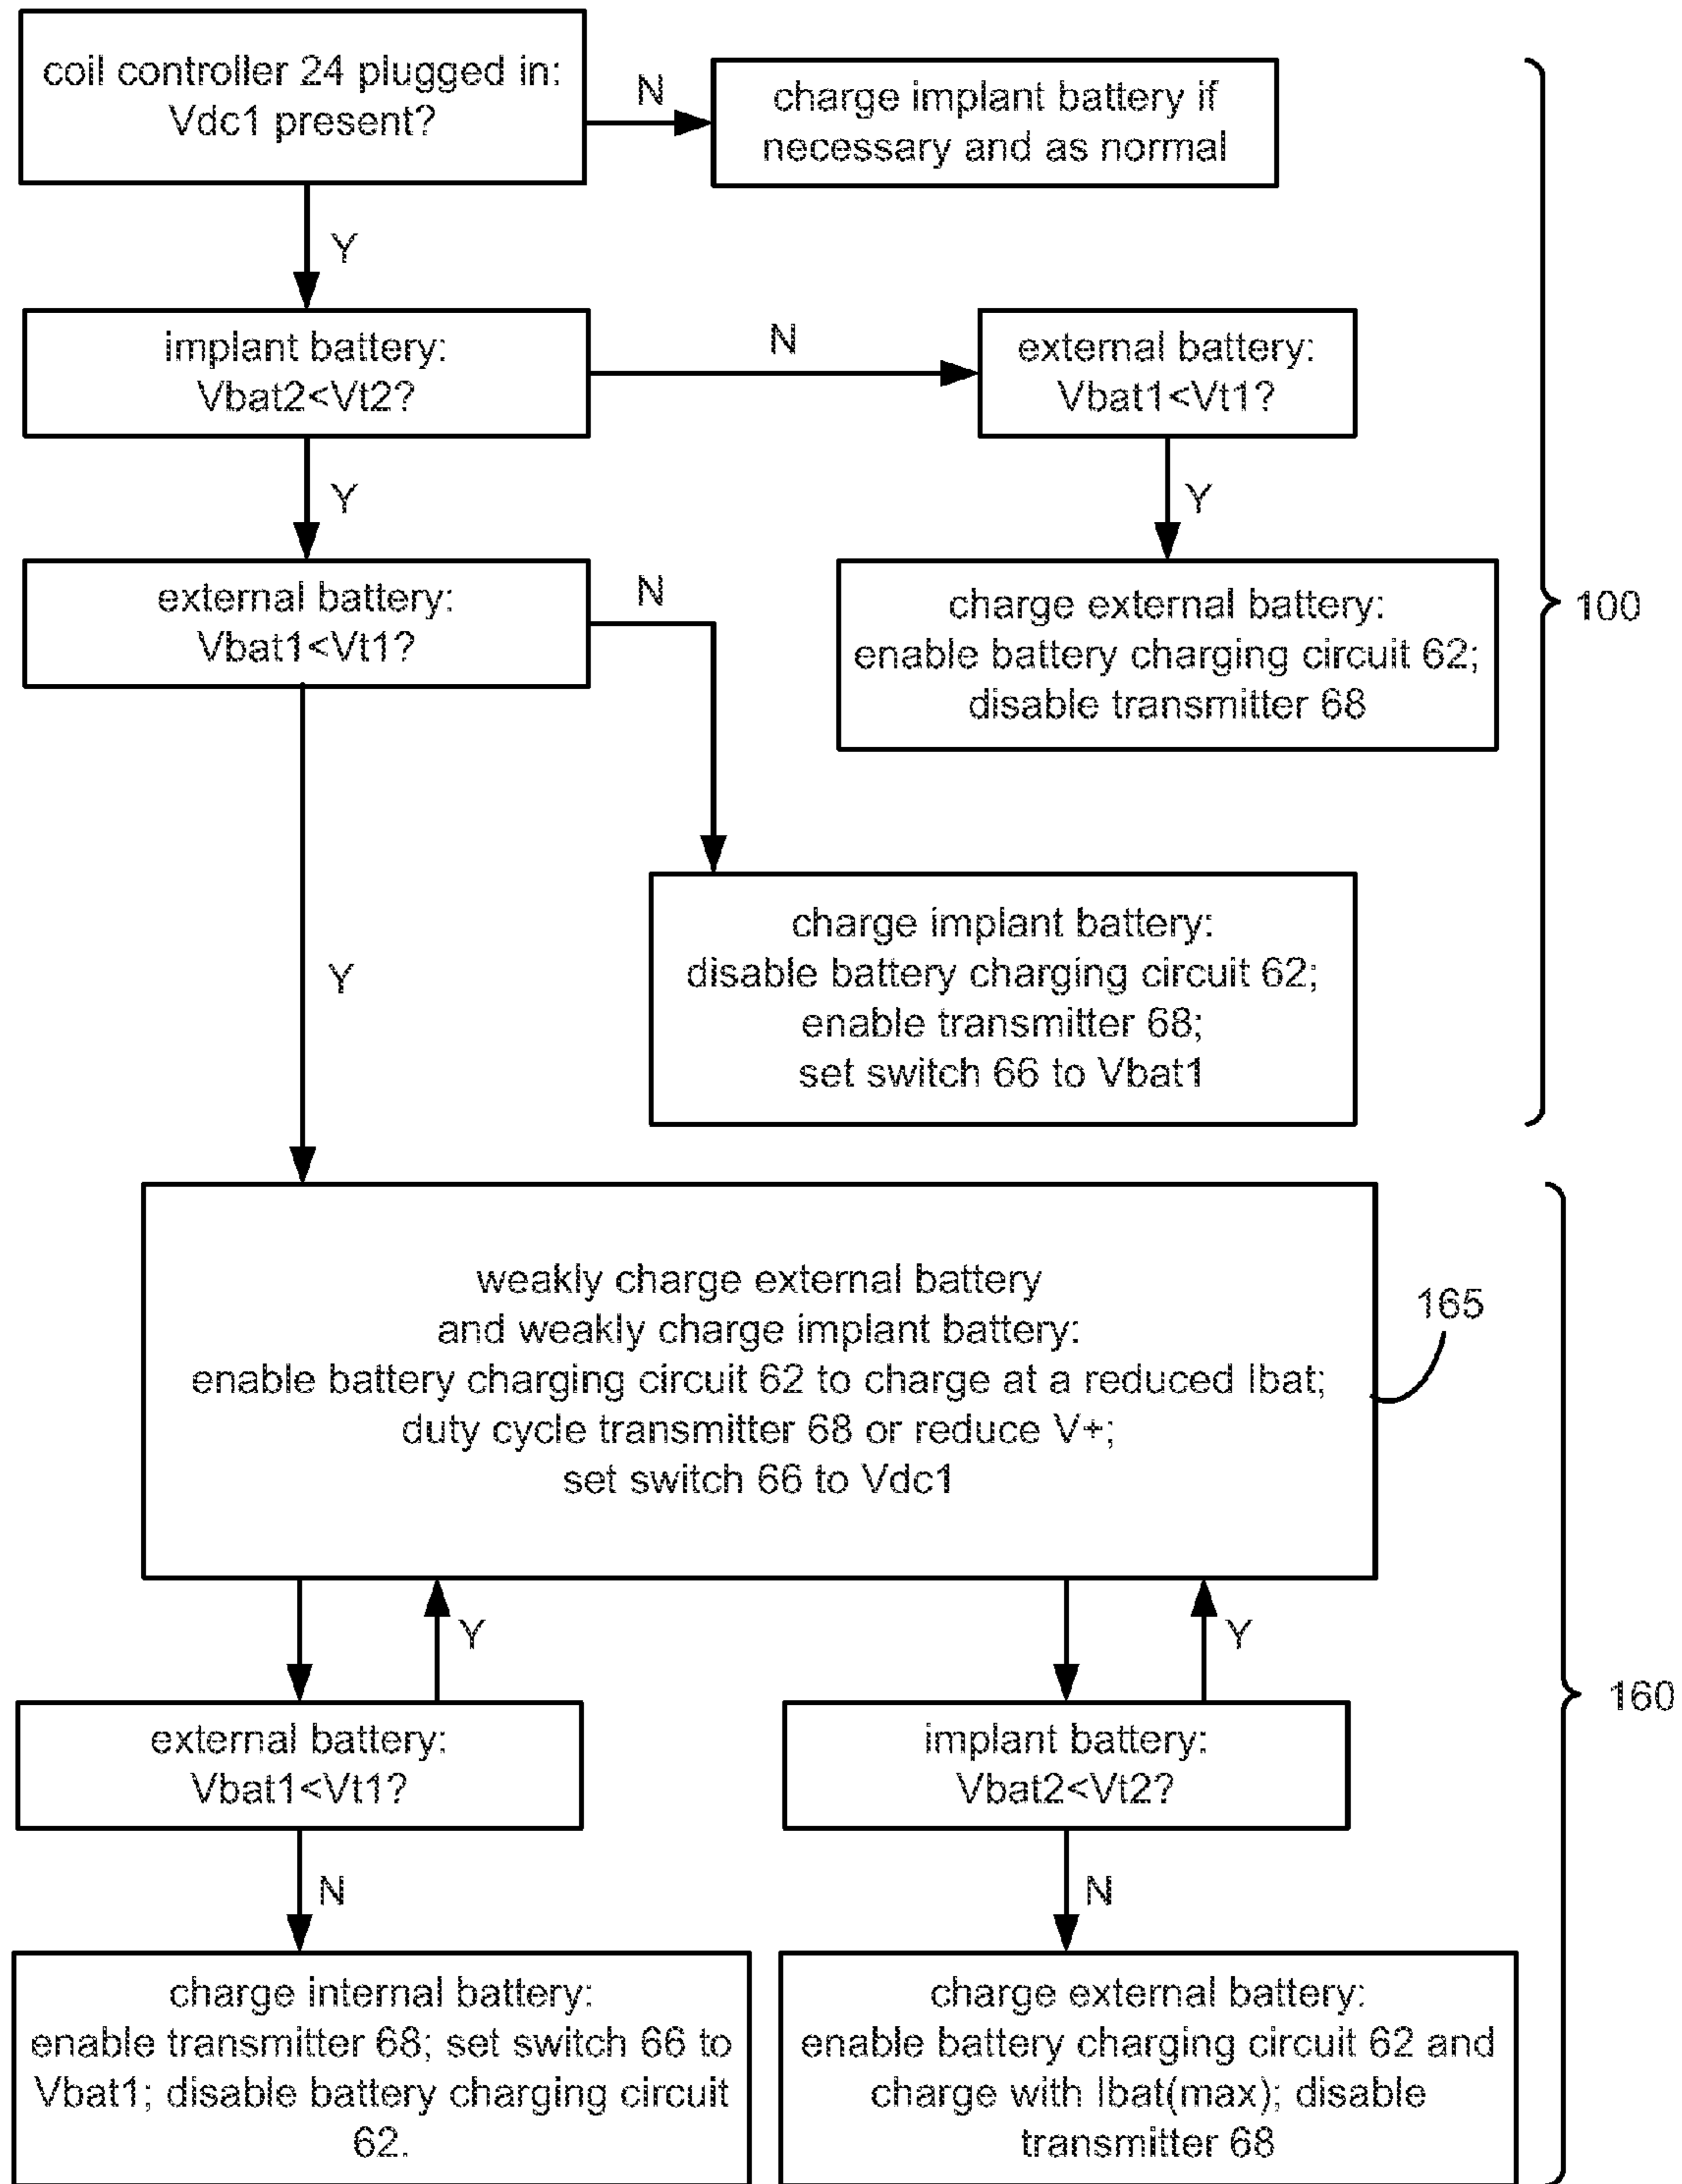 coil controller 24 plugged in:
Vdc1 present?
N
charge implant battery if
necessary and as normal
Y
implant battery:
Vbat2<Vt2?
N
external battery:
Vbat1<Vt1?
Y
Y
external battery:
Vbat1<Vt1?
N
charge external battery:
enable battery charging circuit 62;
disable transmitter 68
100
Y
charge implant battery:
disable battery charging circuit 62;
enable transmitter 68;
set switch 66 to Vbat1
weakly charge external battery
and weakly charge implant battery:
enable battery charging circuit 62 to charge at a reduced Ibat;
duty cycle transmitter 68 or reduce V+;
set switch 66 to Vdc1
165
Y
Y
external battery:
Vbat1<Vt1?
implant battery:
Vbat2<Vt2?
160
N
N
charge internal battery:
enable transmitter 68; set switch 66 to
Vbat1; disable battery charging circuit
62.
charge external battery:
enable battery charging circuit 62 and
charge with Ibat(max); disable
transmitter 68